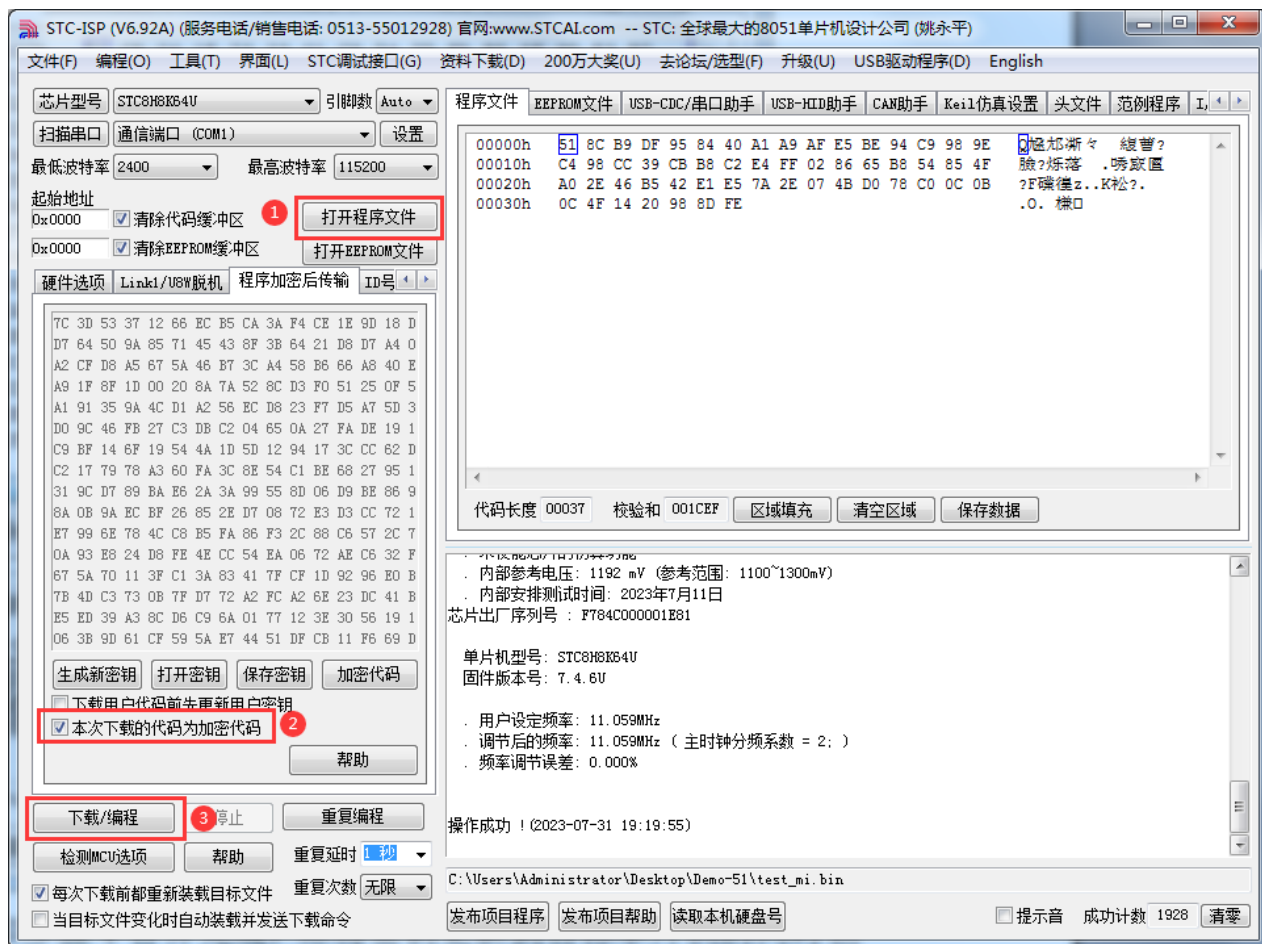 STC-ISP (V6.92A) (服务电话/销售电话: 0513-55012928) 官网:www.STCAI.com -- STC: 全球最大的8051单片机设计公司 (姚永平)
文件(F) 编程(O) 工具(T) 界面(L) STC调试接口(G) 资料下载(D) 200万大奖(U) 去论坛/选型(F) 升级(U) USB驱动程序(D) English
芯片型号 STC8H8K64U 引脚数 Auto
扫描串口 通信端口 (COM1) 设置
最低波特率 2400 最高波特率 115200
起始地址
0x0000 清除代码缓冲区 1 打开程序文件
0x0000 清除EEPROM缓冲区 打开EEPROM文件
硬件选项 Link1/U8W脱机 程序加密后传输 ID号
7C 3D 53 37 12 66 EC B5 CA 3A F4 CE 1E 9D 18 D
D7 64 50 9A 85 71 45 43 8F 3B 64 21 D8 D7 A4 0
A2 CF D8 A5 67 5A 46 B7 3C A4 58 B6 66 A8 40 E
A9 1F 8F 1D 00 20 8A 7A 52 8C D3 F0 51 25 0F 5
A1 91 35 9A 4C D1 A2 56 EC D8 23 F7 D5 A7 5D 3
D0 9C 46 FB 27 C3 DB C2 04 65 0A 27 FA DE 19 1
C9 BF 14 6F 19 54 4A 1D 5D 12 94 17 3C CC 62 D
C2 17 79 78 A3 60 FA 3C 8E 54 C1 BE 68 27 95 1
31 9C D7 89 BA E6 2A 3A 99 55 8D 06 D9 BE 86 9
8A 0B 9A EC BF 26 85 2E D7 08 72 E3 D3 CC 72 1
E7 99 6E 78 4C C8 B5 FA 86 F3 2C 88 C6 57 2C 7
0A 93 E8 24 D8 FE 4E CC 54 EA 06 72 AE C6 32 F
67 5A 70 11 3F C1 3A 83 41 7F CF 1D 92 96 E0 B
7B 4D C3 73 0B 7F D7 72 A2 FC A2 6E 23 DC 41 B
E5 ED 39 A3 8C D6 C9 6A 01 77 12 3E 30 56 19 1
06 3B 9D 61 CF 59 5A E7 44 51 DF CB 11 F6 69 D
生成新密钥 打开密钥 保存密钥 加密代码
下载用户代码前先更新用户密钥
本次下载的代码为加密代码 2
帮助
下载/编程 3 停止 重复编程
检测MCU选项 帮助 重复延时 1 秒
每次下载前都重新装载目标文件 重复次数 无限
当目标文件变化时自动装载并发送下载命令
程序文件 EEPROM文件 USB-CDC/串口助手 USB-HID助手 CAN助手 Keil仿真设置 头文件 范例程序 I,
00000h 51 8C B9 DF 95 84 40 A1 A9 AF E5 BE 94 C9 98 9E
00010h C4 98 CC 39 CB B8 C2 E4 FF 02 86 65 B8 54 85 4F
00020h A0 2E 46 B5 42 E1 E5 7A 2E 07 4B D0 78 C0 0C 0B
00030h 0C 4F 14 20 98 8D FE
代码长度 00037 校验和 001CEF 区域填充 清空区域 保存数据
. 内部参考电压: 1192 mV (参考范围: 1100~1300mV)
. 内部安排测试时间: 2023年7月11日
芯片出厂序列号 : F784C000001E81
单片机型号: STC8H8K64U
固件版本号: 7.4.6U
. 用户设定频率: 11.059MHz
. 调节后的频率: 11.059MHz ( 主时钟分频系数 = 2; )
. 频率调节误差: 0.000%
操作成功 !(2023-07-31 19:19:55)
C:\Users\Administrator\Desktop\Demo-51\test_mi.bin
发布项目程序 发布项目帮助 读取本机硬盘号 提示音 成功计数 1928 清零